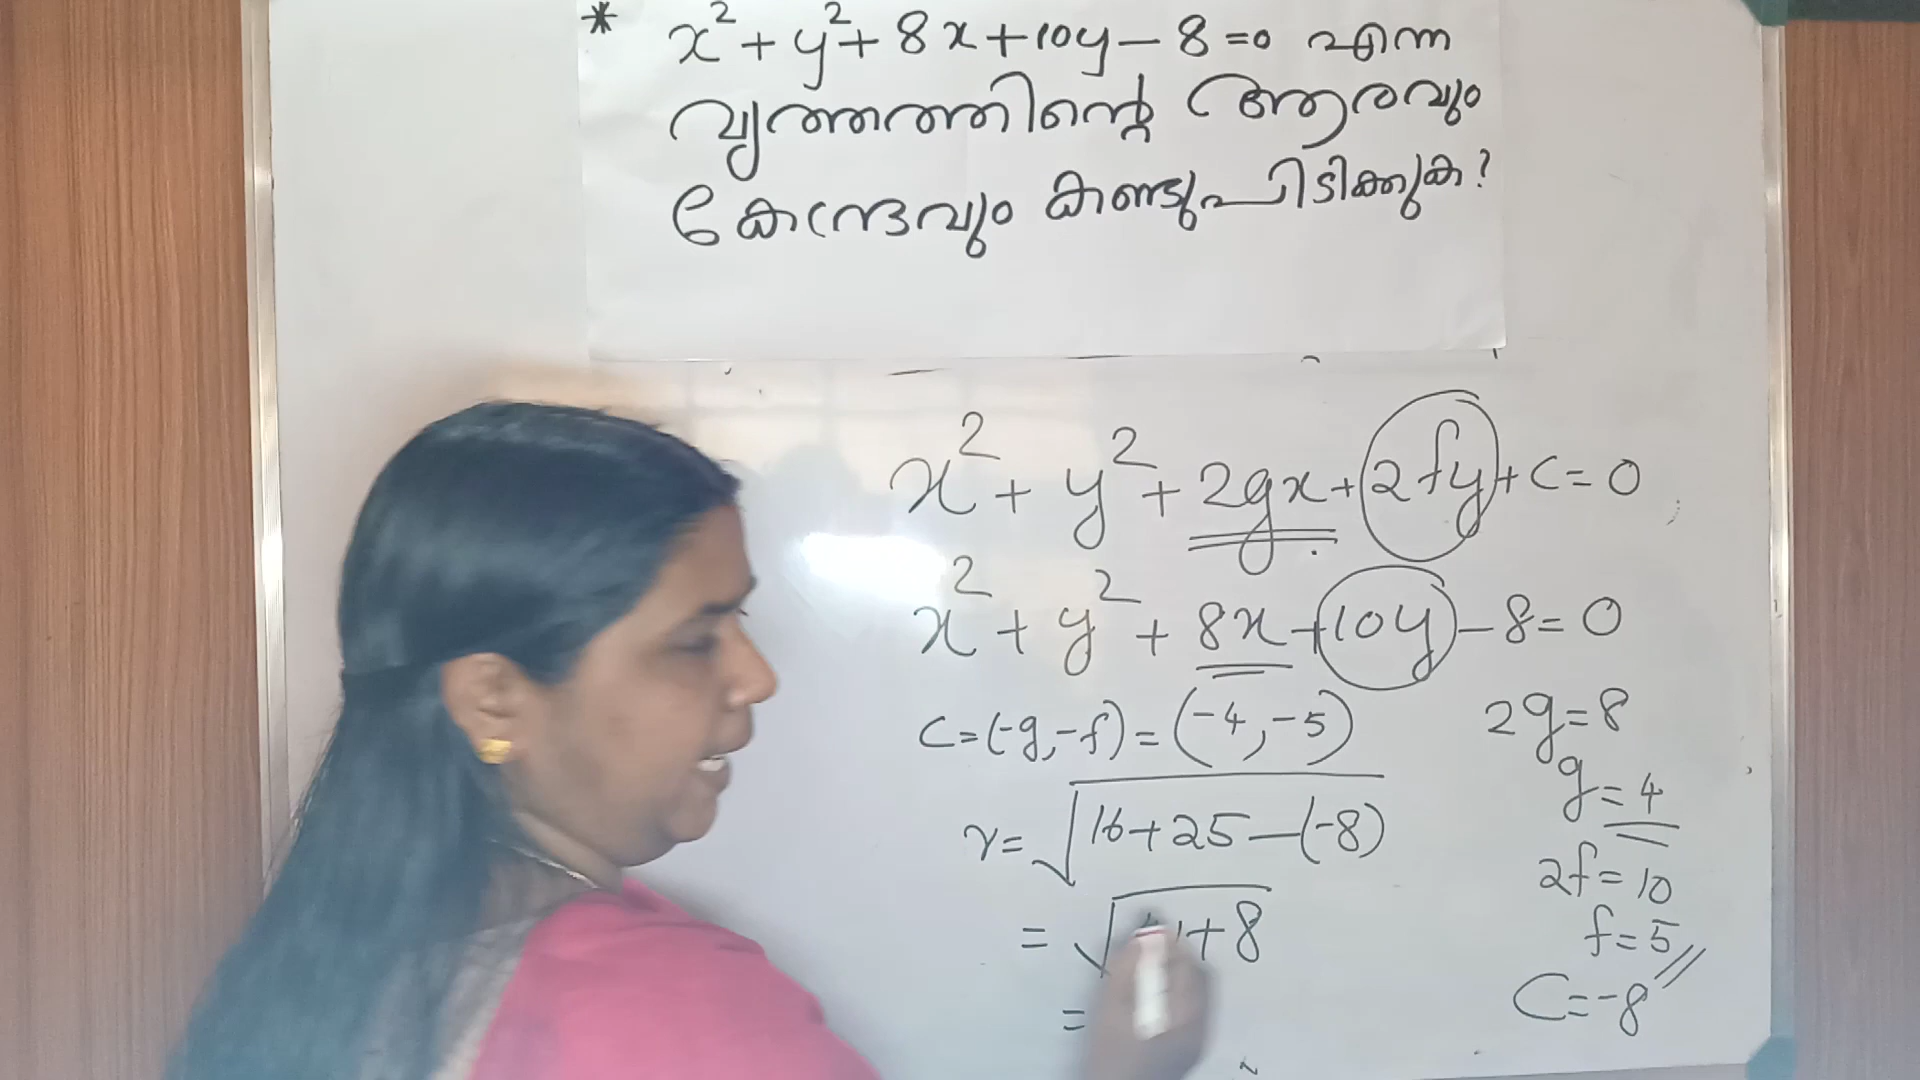 * x² + y² + 8x + 10y - 8 = 0 എന്ന
വൃത്തത്തിന്റെ ആരവും
കേന്ദ്രവും കണ്ടുപിടിക്കുക?
x² + y² + 2gx + 2fy + c = 0
x² + y² + 8x + 10y - 8 = 0
c = (-g, -f) = (-4, -5)
r = √16 + 25 - (-8)
= + 8
=
2g = 8
g = 4
2f = 10
f = 5
C = -8